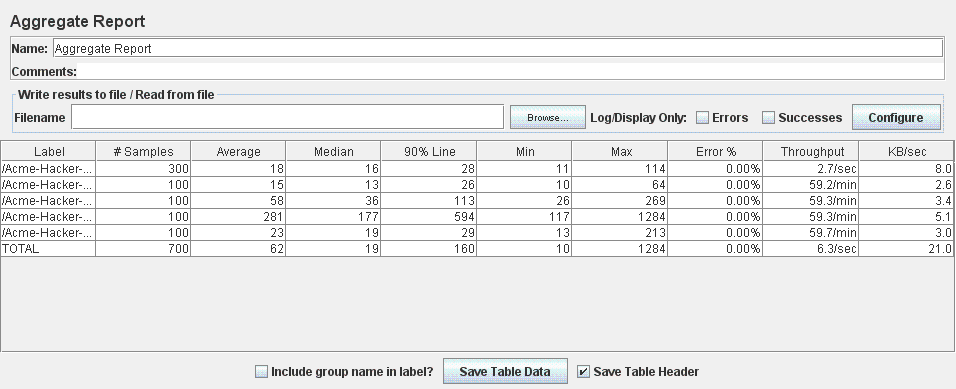 Aggregate Report
Name: Aggregate Report
Comments:
Write results to file / Read from file
Filename Browse... Log/Display Only: Errors Successes Configure
Label # Samples Average Median 90% Line Min Max Error % Throughput KB/sec
/Acme-Hacker-... 300 18 16 28 11 114 0.00% 2.7/sec 8.0
/Acme-Hacker-... 100 15 13 26 10 64 0.00% 59.2/min 2.6
/Acme-Hacker-... 100 58 36 113 26 269 0.00% 59.3/min 3.4
/Acme-Hacker-... 100 281 177 594 117 1284 0.00% 59.3/min 5.1
/Acme-Hacker-... 100 23 19 29 13 213 0.00% 59.7/min 3.0
TOTAL 700 62 19 160 10 1284 0.00% 6.3/sec 21.0
Include group name in label? Save Table Data Save Table Header